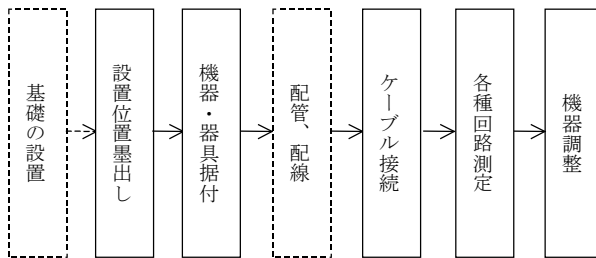 基礎の設置
設置位置墨出し
機器・器具据付
配管、配線
ケーブル接続
各種回路測定
機器調整